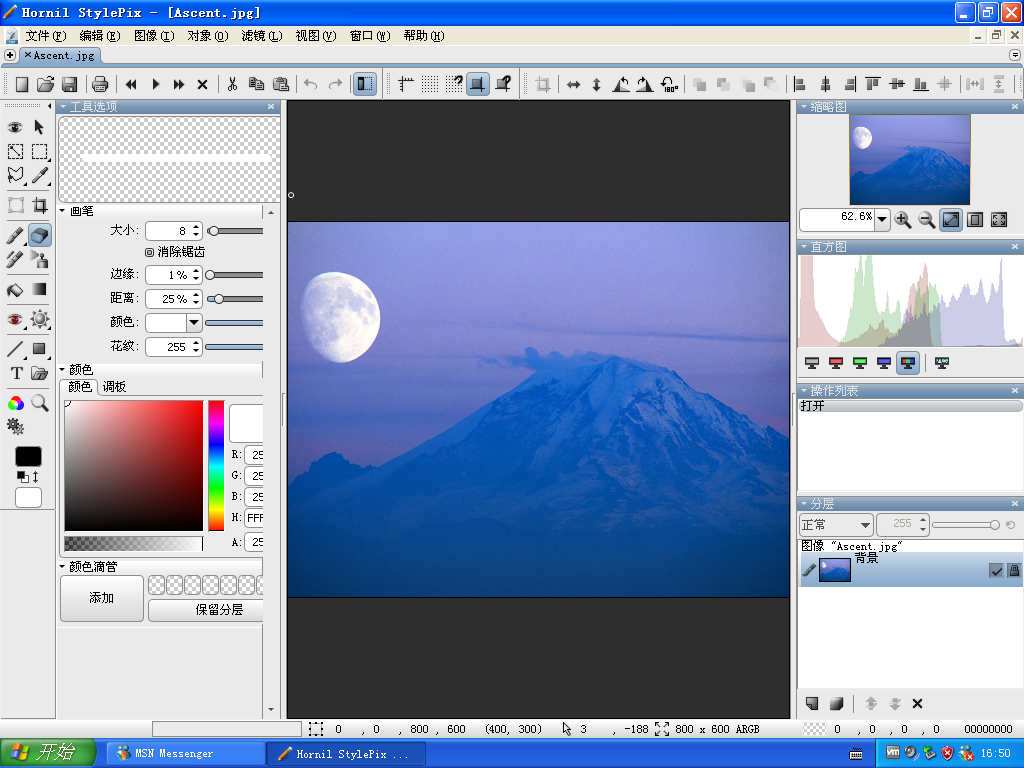 Hornil StylePix - [Ascent.jpg]
文件(F) 编辑(E) 图像(I) 对象(O) 滤镜(L) 视图(V) 窗口(W) 帮助(H)
Ascent.jpg
180°
工具选项
画笔
大小: 8
消除锯齿
边缘: 1%
距离: 25%
颜色:
花纹: 255
颜色
颜色 调板
R: 25
G: 25
B: 25
H: FFF
A: 25
颜色滴管
添加
保留分层
缩略图
62.6%
直方图
操作列表
打开
分层
正常 255
图像 "Ascent.jpg"
背景
0 , 0 , 800 , 600 (400, 300) 3 , -188 800 x 600 ARGB 0 , 0 , 0 , 0 00000000
开始 MSN Messenger Hornil StylePix ... 16:50